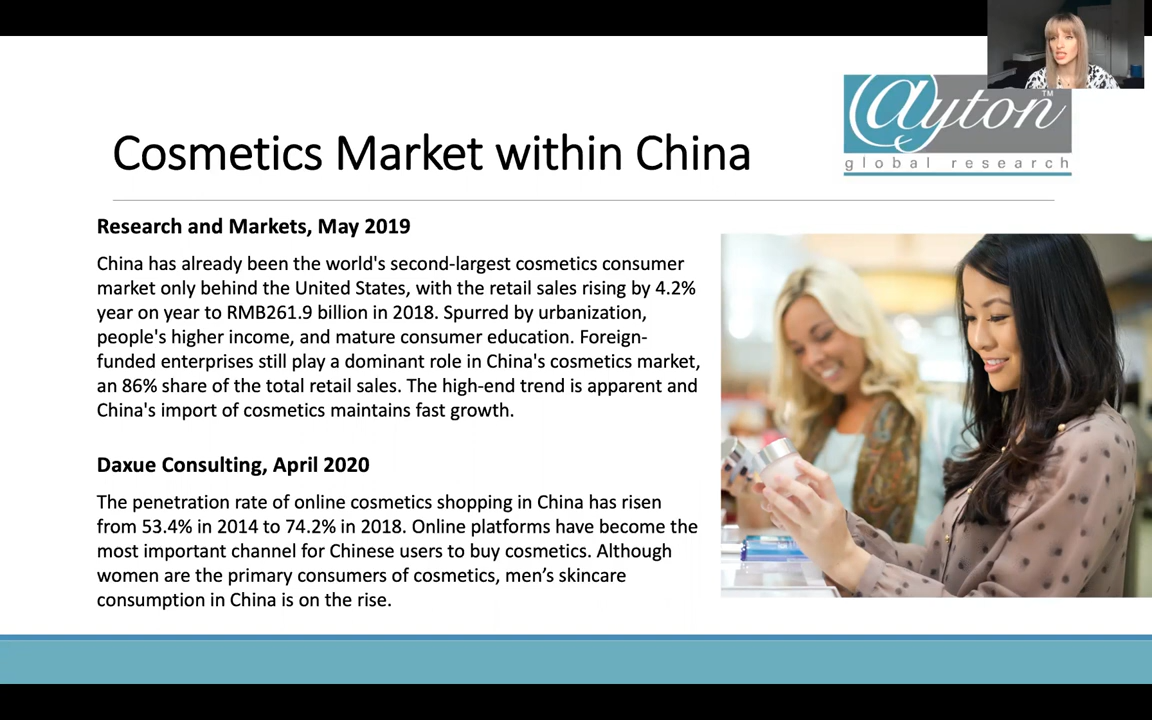 Cosmetics Market within China
@yton™
global research
Research and Markets, May 2019
China has already been the world's second-largest cosmetics consumer
market only behind the United States, with the retail sales rising by 4.2%
year on year to RMB261.9 billion in 2018. Spurred by urbanization,
people's higher income, and mature consumer education. Foreign-
funded enterprises still play a dominant role in China's cosmetics market,
an 86% share of the total retail sales. The high-end trend is apparent and
China's import of cosmetics maintains fast growth.
Daxue Consulting, April 2020
The penetration rate of online cosmetics shopping in China has risen
from 53.4% in 2014 to 74.2% in 2018. Online platforms have become the
most important channel for Chinese users to buy cosmetics. Although
women are the primary consumers of cosmetics, men’s skincare
consumption in China is on the rise.